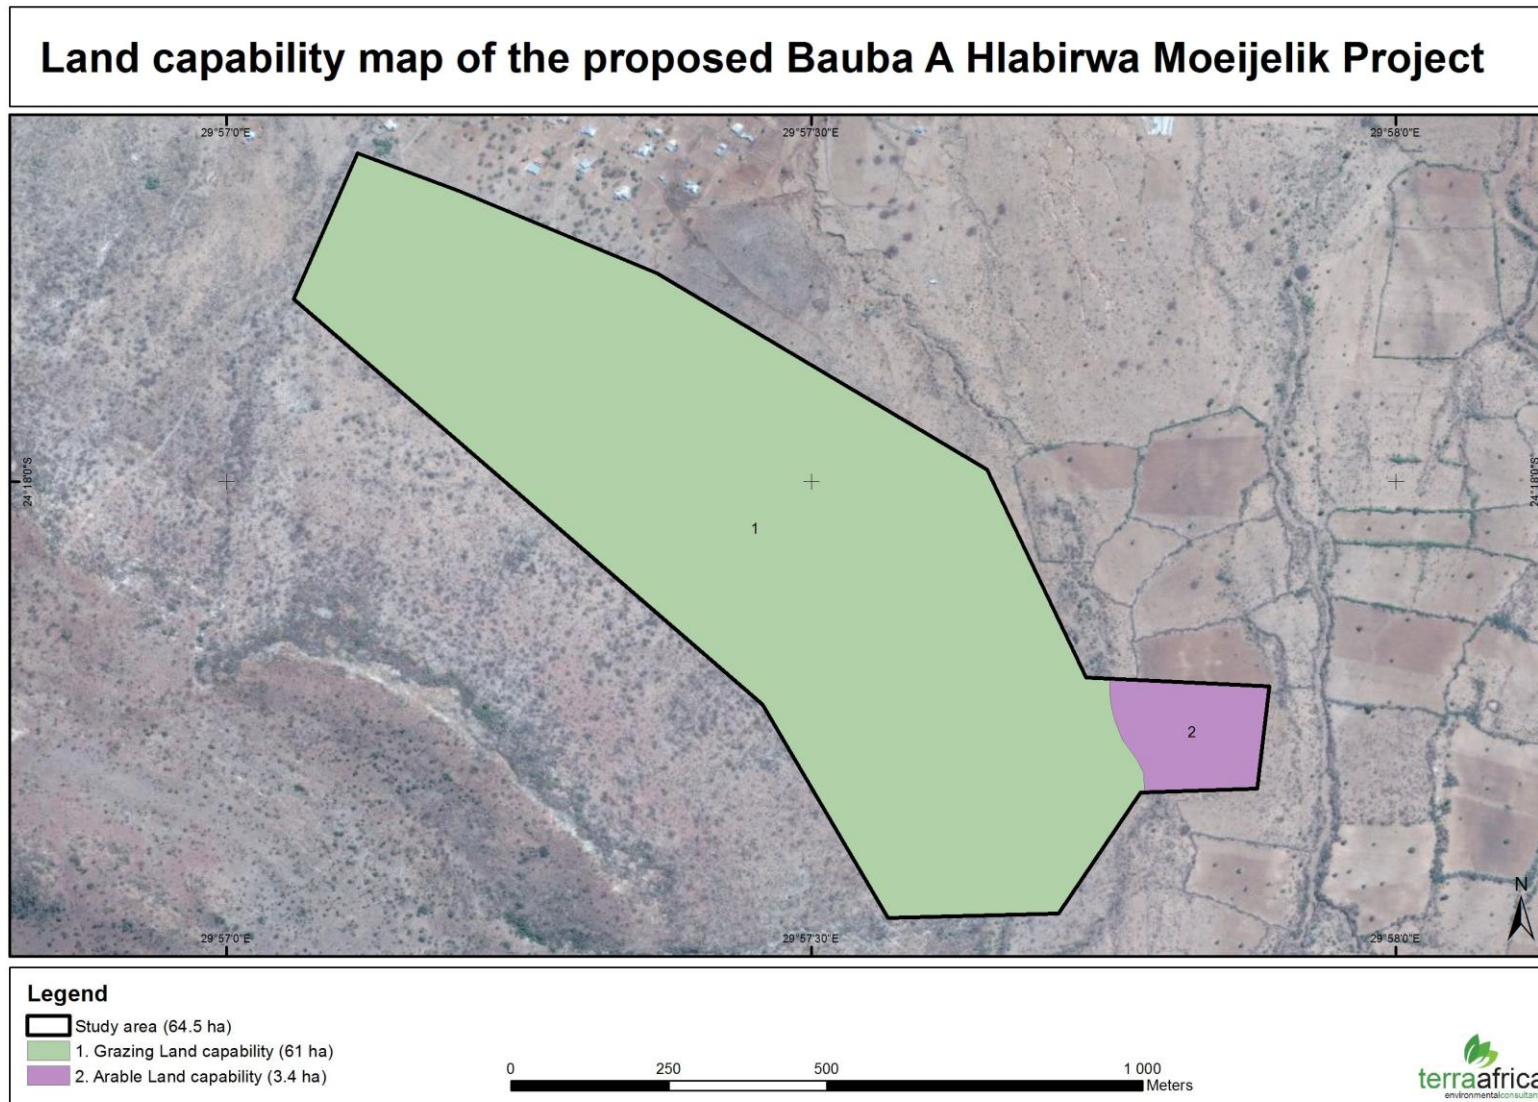 Land capability map of the proposed Bauba A Hlabirwa Moeijelik Project
29°57'0"E 29°57'30"E 29°58'0"E
24°18'0"S 24°18'0"S
1
2
N
29°57'0"E 29°57'30"E 29°58'0"E
Legend
Study area (64.5 ha)
1. Grazing Land capability (61 ha)
2. Arable Land capability (3.4 ha)
0 250 500 1 000
Meters
terraafrica
environmentalconsultan